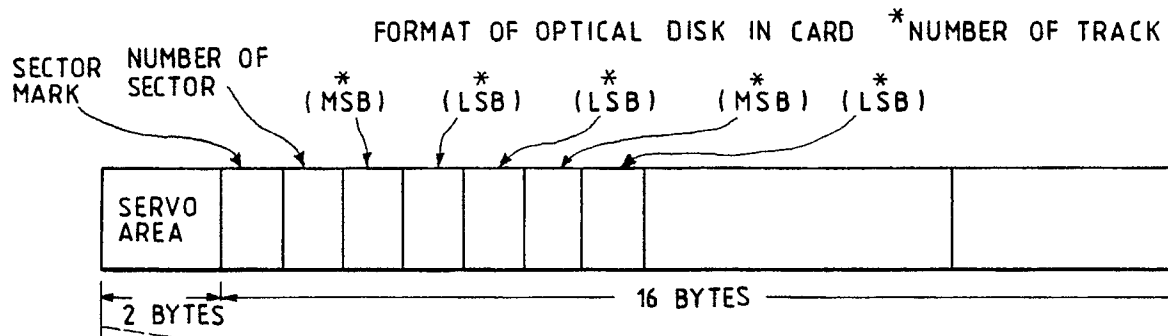 FORMAT OF OPTICAL DISK IN CARD *NUMBER OF TRACK
SECTOR MARK
NUMBER OF SECTOR
* (MSB)
* (LSB)
* (LSB)
* (MSB)
* (LSB)
SERVO AREA
2 BYTES
16 BYTES